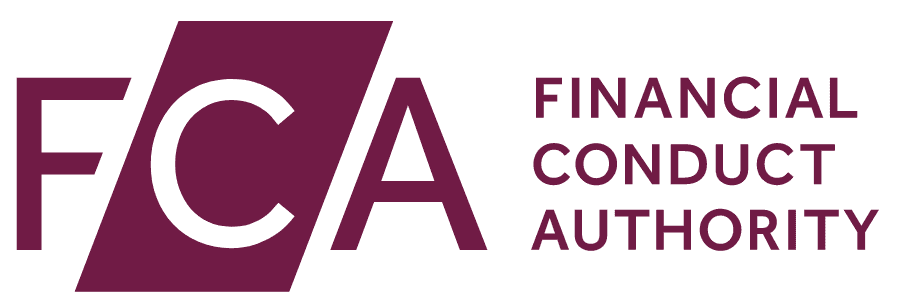 FCA
FINANCIAL
CONDUCT
AUTHORITY